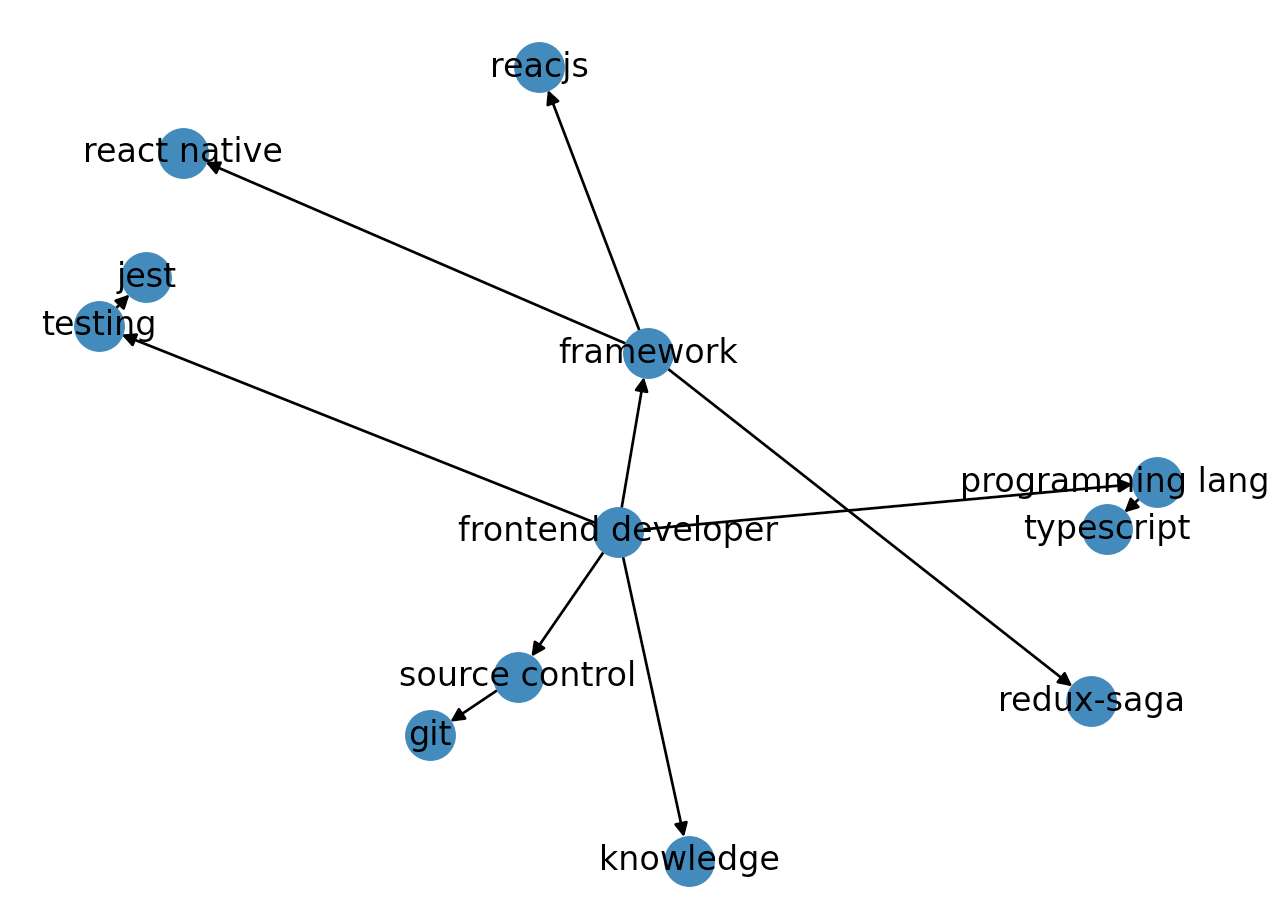 reacjs
react native
jest
testing
framework
programming lang
typescript
frontend developer
source control
redux-saga
git
knowledge